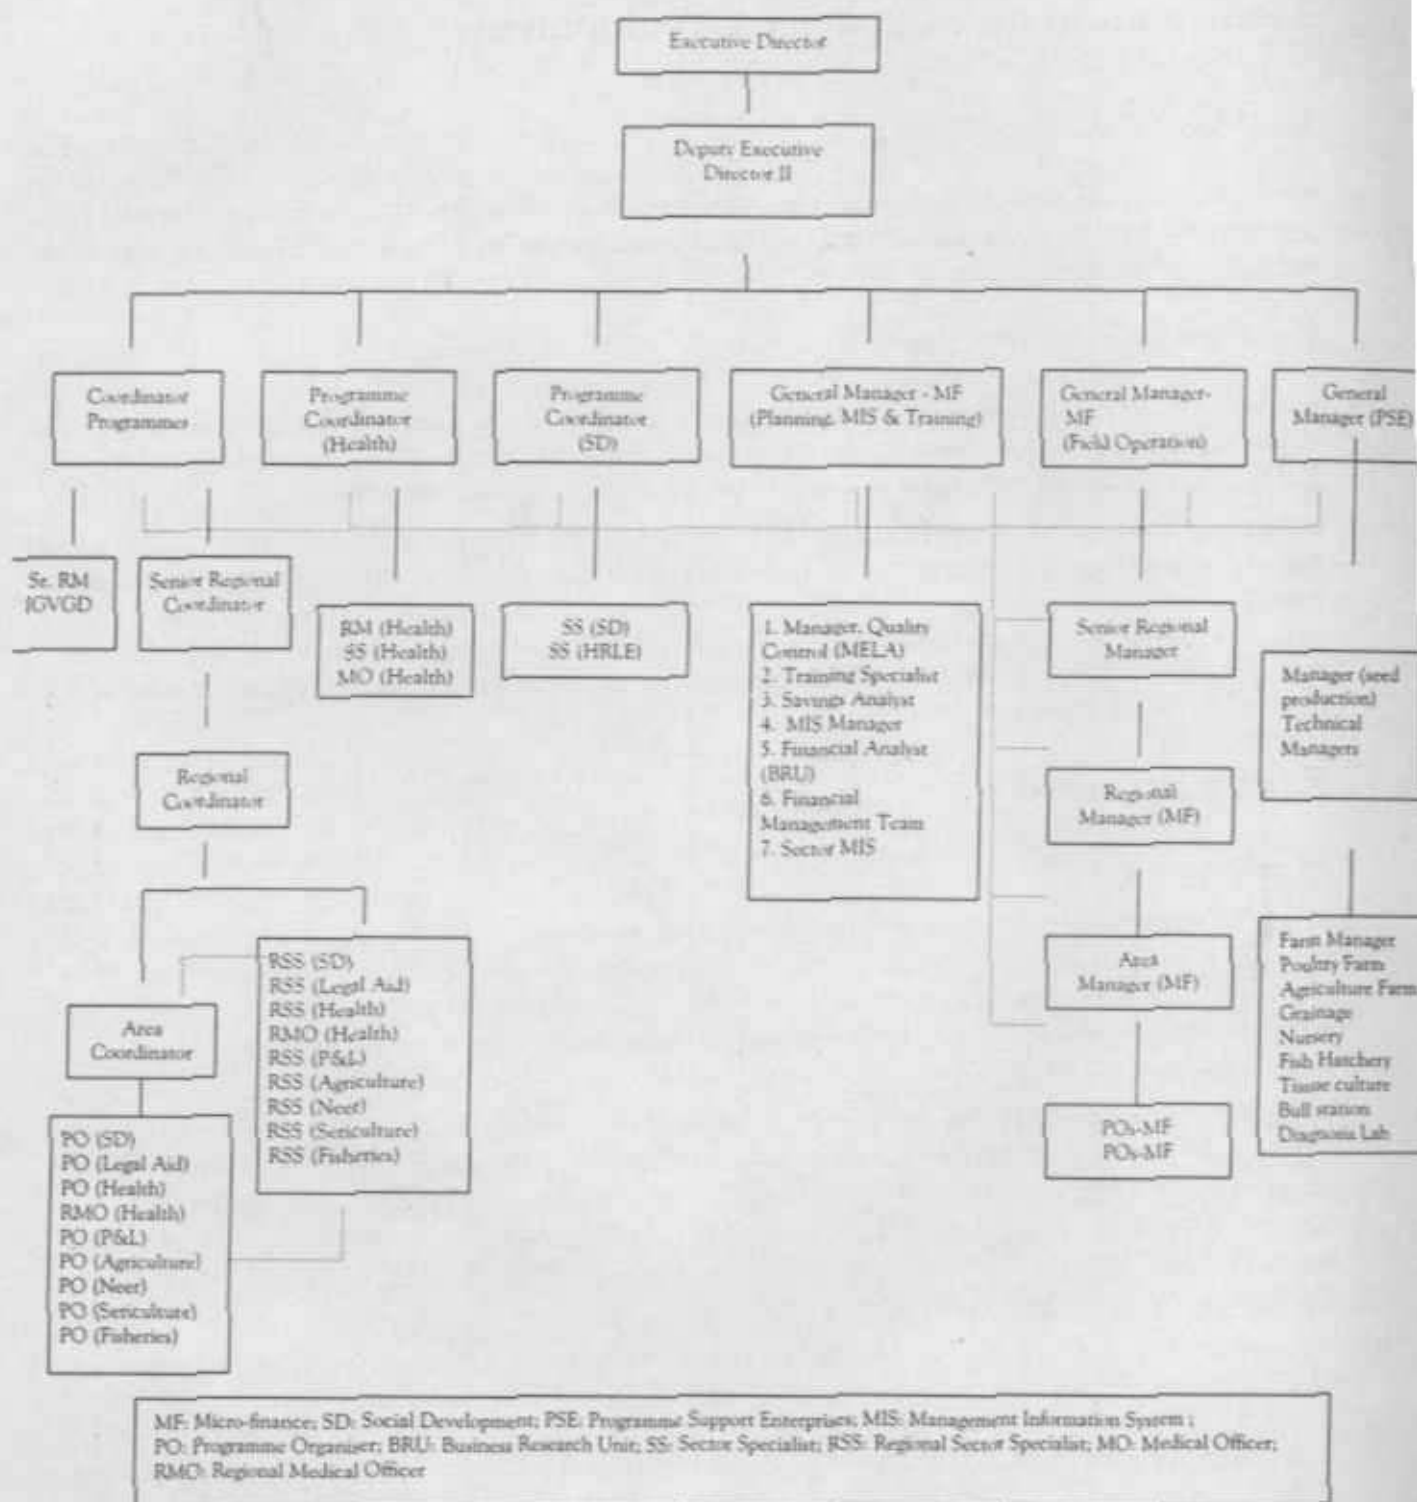 Executive Director
Deputy Executive
Director II
Coordinator
Programmes
Programme
Coordinator
(Health)
Programme
Coordinator
(SD)
General Manager - MF
(Planning, MIS & Training)
General Manager-
MF
(Field Operation)
General
Manager (PSE)
Sr. RM
IGVGD
Senior Regional
Coordinator
RM (Health)
SS (Health)
MO (Health)
SS (SD)
SS (HRLE)
1. Manager, Quality
Control (MELA)
2. Training Specialist
3. Savings Analyst
4. MIS Manager
5. Financial Analyst
(BRU)
6. Financial
Management Team
7. Sector MIS
Senior Regional
Manager
Manager (seed
production)
Technical
Managers
Regional
Coordinator
Regional
Manager (MF)
Area
Coordinator
RSS (SD)
RSS (Legal Aid)
RSS (Health)
RMO (Health)
RSS (P&L)
RSS (Agriculture)
RSS (Neer)
RSS (Sericulture)
RSS (Fisheries)
Area
Manager (MF)
Farm Manager
Poultry Farm
Agriculture Farm
Grainage
Nursery
Fish Hatchery
Tissue culture
Bull station
Diagnosis Lab
PO (SD)
PO (Legal Aid)
PO (Health)
RMO (Health)
PO (P&L)
PO (Agriculture)
PO (Neer)
PO (Sericulture)
PO (Fisheries)
POs-MF
POs-MF
MF: Micro-finance; SD: Social Development; PSE: Programme Support Enterprises; MIS: Management Information System ;
PO: Programme Organiser; BRU: Business Research Unit; SS: Sector Specialist; RSS: Regional Sector Specialist; MO: Medical Officer;
RMO: Regional Medical Officer